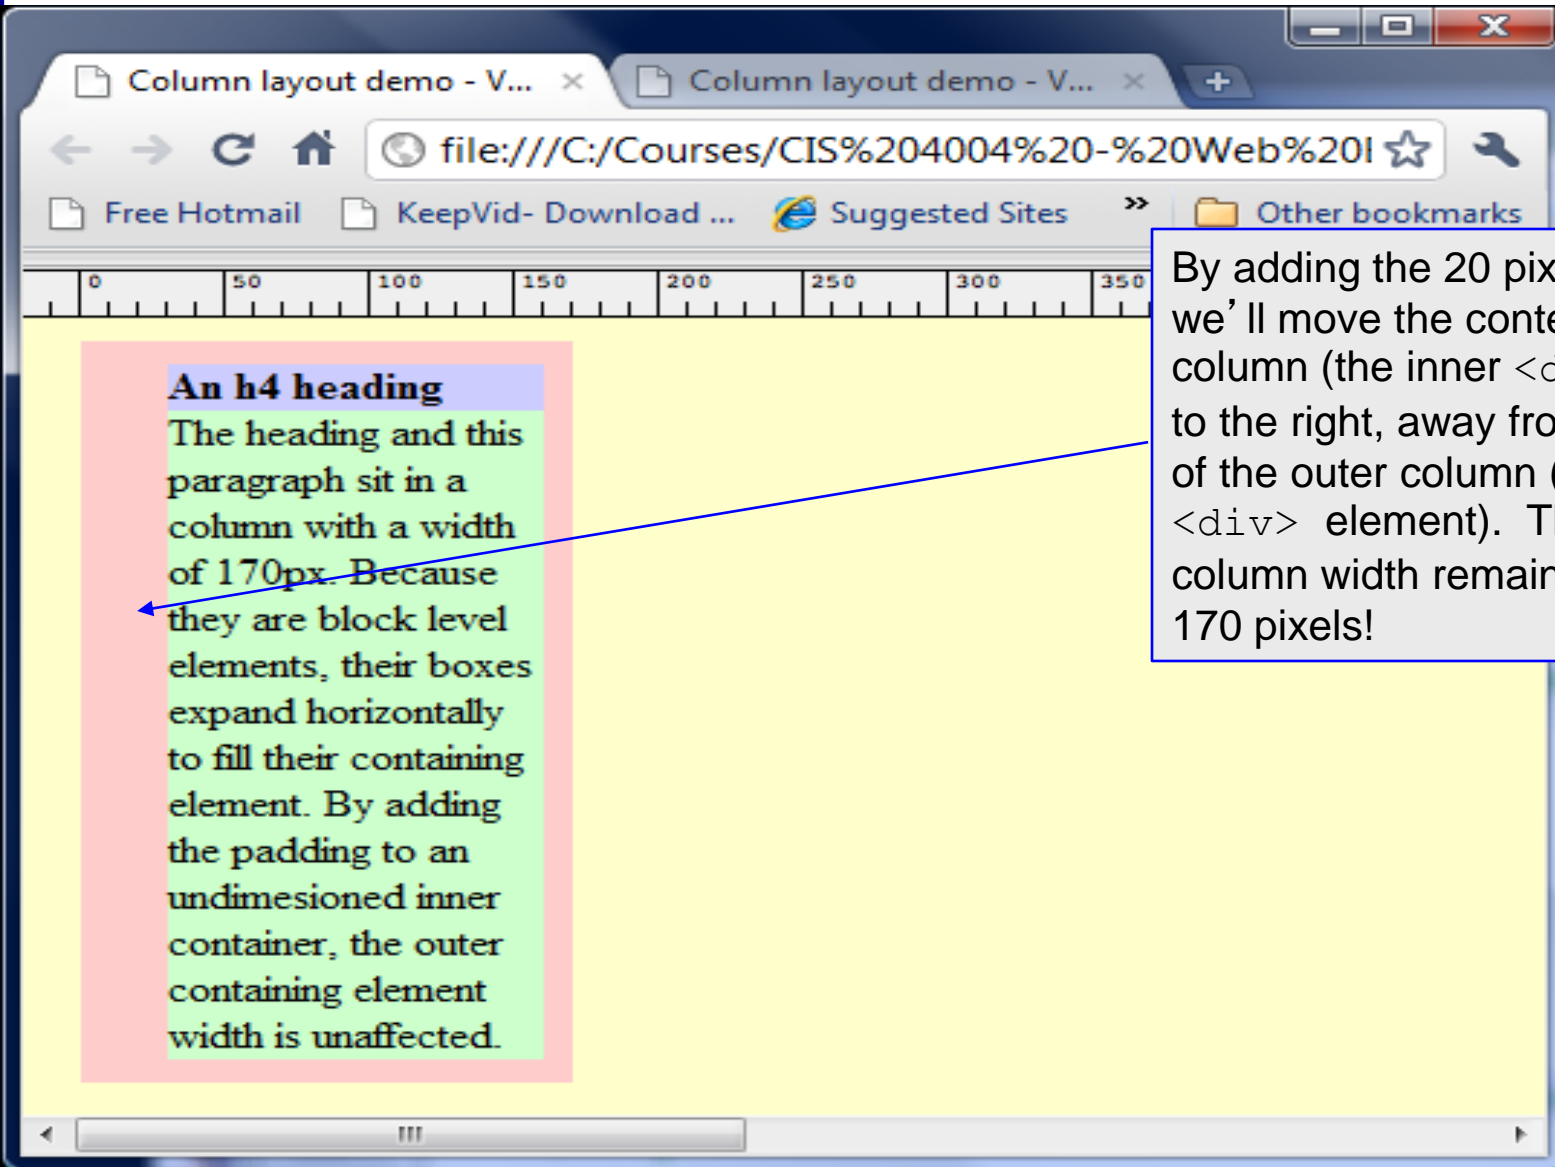 Column layout demo - V...
Column layout demo - V...
file:///C:/Courses/CIS%204004%20-%20Web%20
Free Hotmail
KeepVid- Download ...
Suggested Sites
»
Other bookmarks
0 50 100 150 200 250 300 350
An h4 heading
The heading and this
paragraph sit in a
column with a width
of 170px. Because
they are block level
elements, their boxes
expand horizontally
to fill their containing
element. By adding
the padding to an
undimesioned inner
container, the outer
containing element
width is unaffected.
By adding the 20 pix
we’ll move the conte
column (the inner <d
to the right, away fro
of the outer column (
<div> element). T
column width remain
170 pixels!